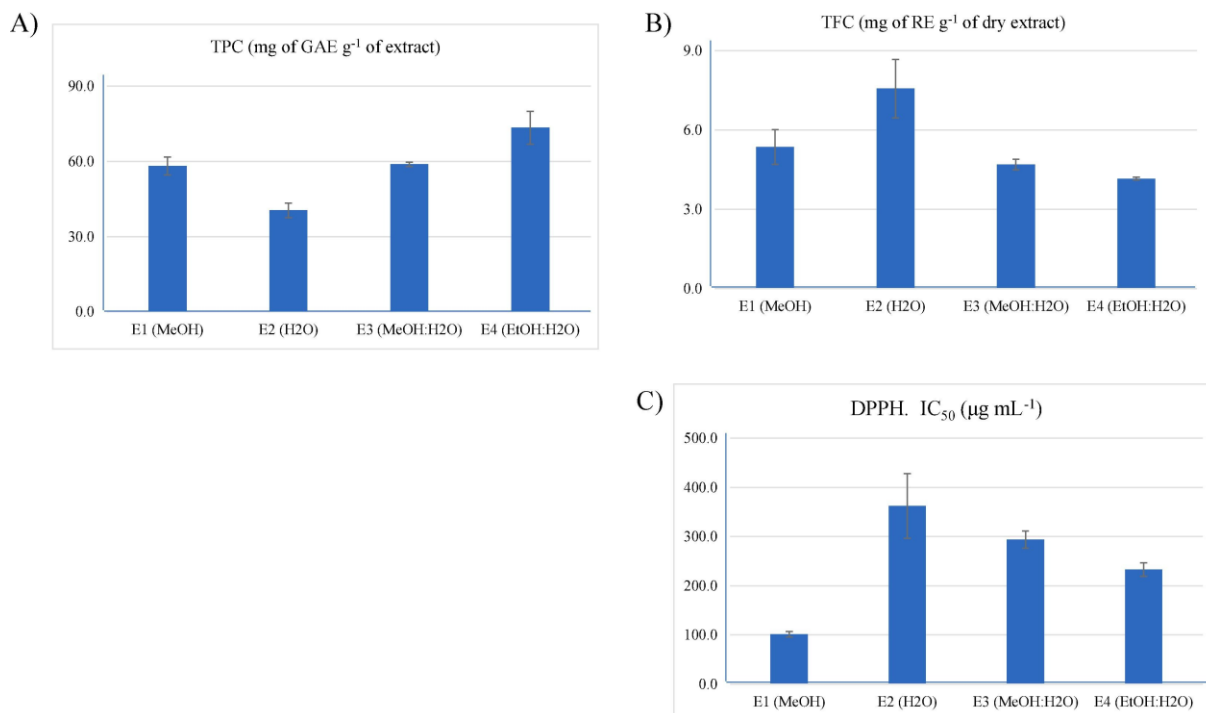 A)
TPC (mg of GAE g⁻¹ of extract)
90.0
60.0
30.0
0.0
E1 (MeOH) E2 (H2O) E3 (MeOH:H2O) E4 (EtOH:H2O)
B)
TFC (mg of RE g⁻¹ of dry extract)
9.0
6.0
3.0
0.0
E1 (MeOH) E2 (H2O) E3 (MeOH:H2O) E4 (EtOH:H2O)
C)
DPPH. IC₅₀ (μg mL⁻¹)
500.0
400.0
300.0
200.0
100.0
0.0
E1 (MeOH) E2 (H2O) E3 (MeOH:H2O) E4 (EtOH:H2O)